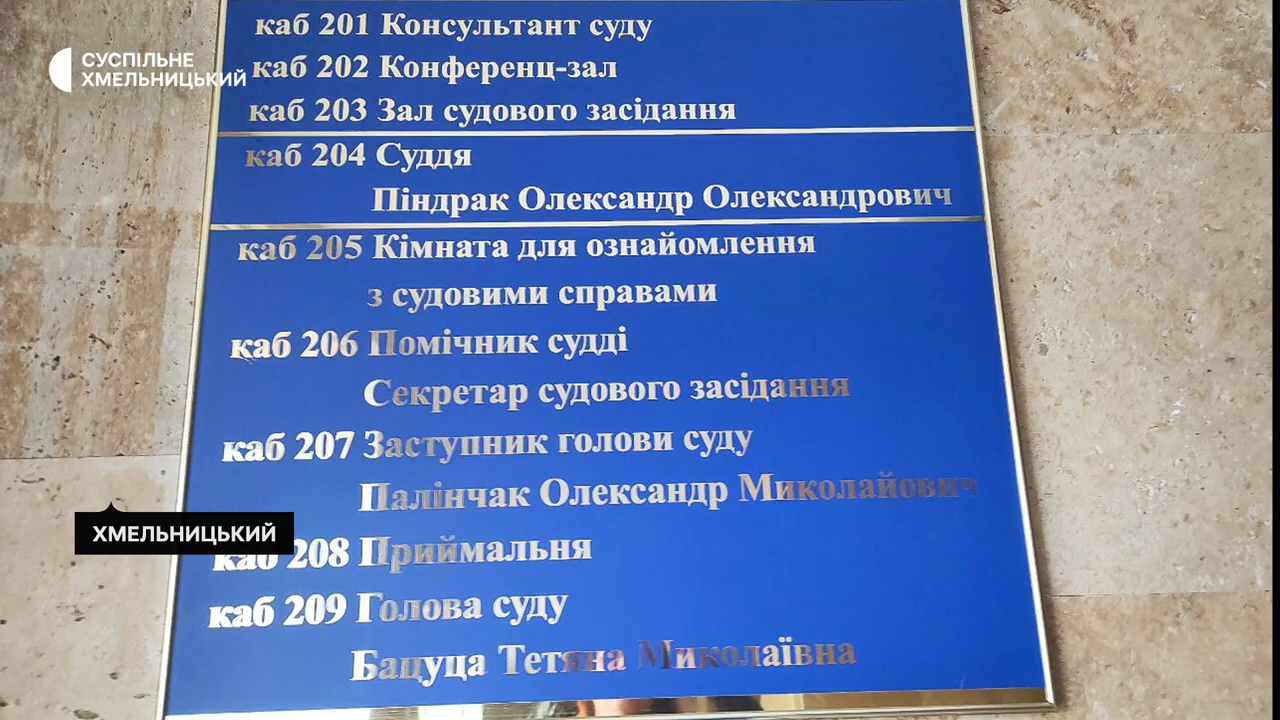 каб 201 Консультант суду
СУСПІЛЬНЕ
ХМЕЛЬНИЦЬКИЙ
каб 202 Конференц-зал
каб 203 Зал судового засідання
каб 204 Суддя
Піндрак Олександр Олександрович
каб 205 Кімната для ознайомлення
з судовими справами
каб 206 Помічник судді
Секретар судового засідання
каб 207 Заступник голови суду
Палінчак Олександр Миколайович
ХМЕЛЬНИЦЬКИЙ
каб 208 Приймальня
каб 209 Голова суду
Бацуца Тетяна Миколаївна